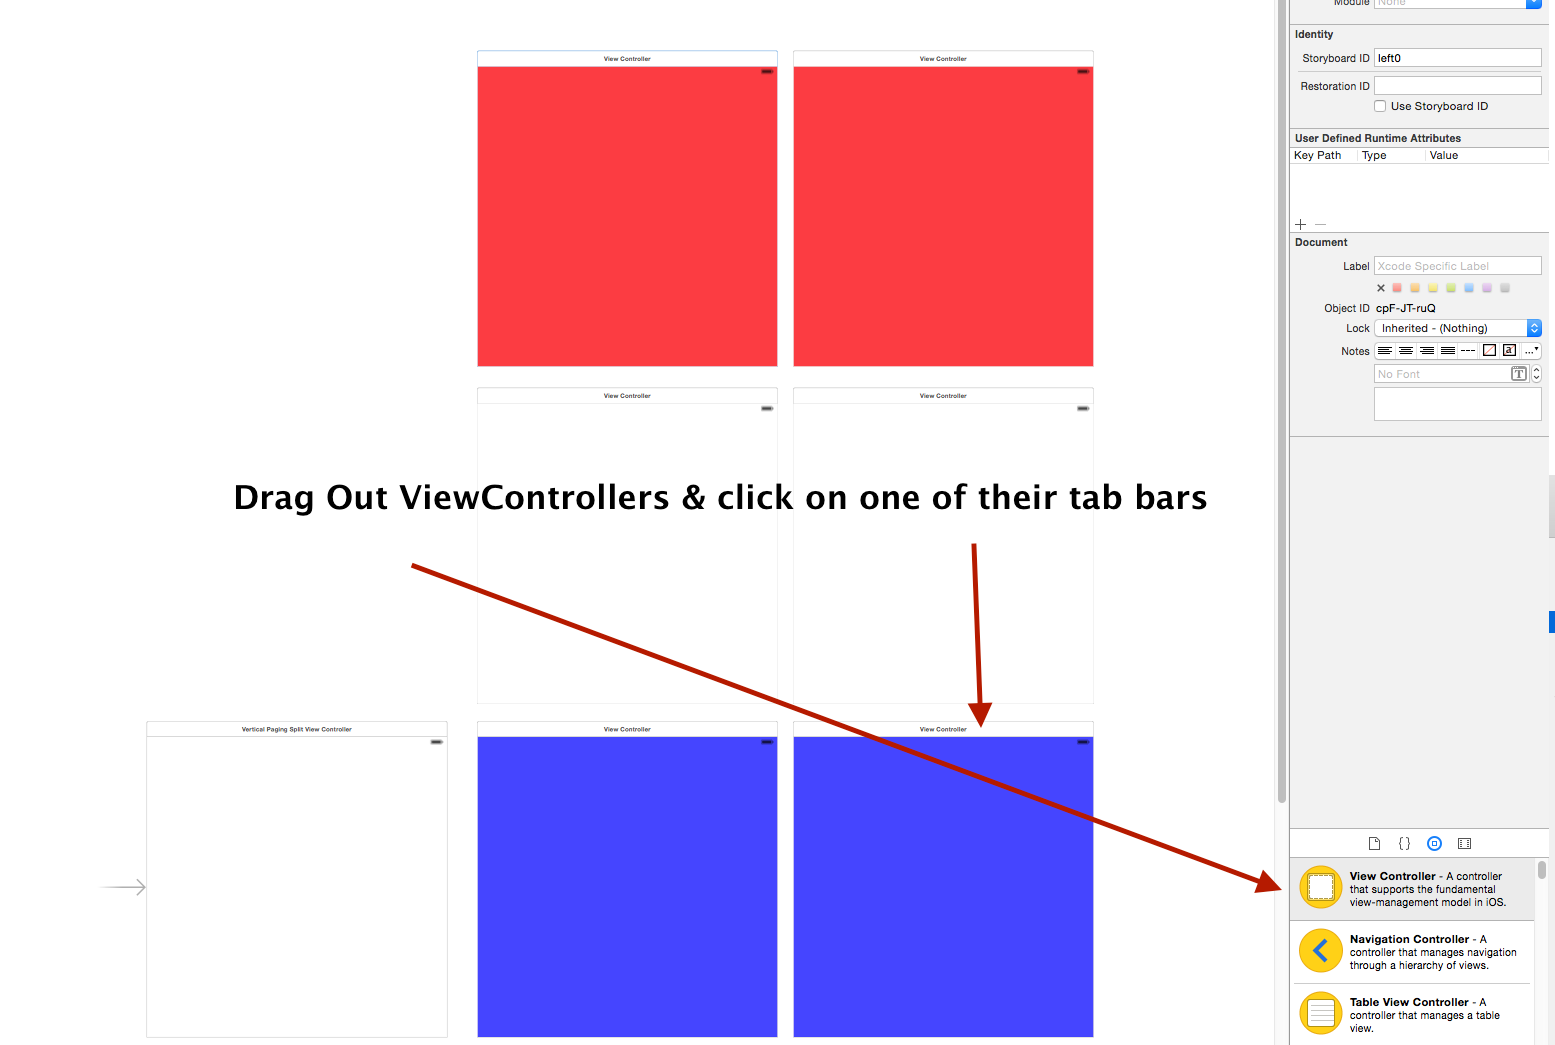 View Controller
View Controller
View Controller
View Controller
Drag Out ViewControllers & click on one of their tab bars
Vertical Paging Split View Controller
View Controller
View Controller
Module None
Identity
Storyboard ID left0
Restoration ID
Use Storyboard ID
User Defined Runtime Attributes
Key Path Type Value
Document
Label Xcode Specific Label
Object ID cpF-JT-ruQ
Lock Inherited - (Nothing)
Notes
No Font
View Controller - A controller
that supports the fundamental
view-management model in iOS.
Navigation Controller - A
controller that manages navigation
through a hierarchy of views.
Table View Controller - A
controller that manages a table
view.